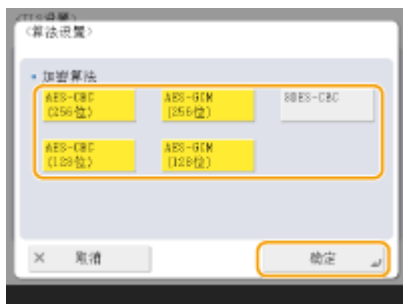 <TLS设置>
<算法设置>
加密算法
AES-CBC
(256位)
AES-GCM
(256位)
3DES-CBC
AES-CBC
(128位)
AES-GCM
(128位)
× 取消
确定